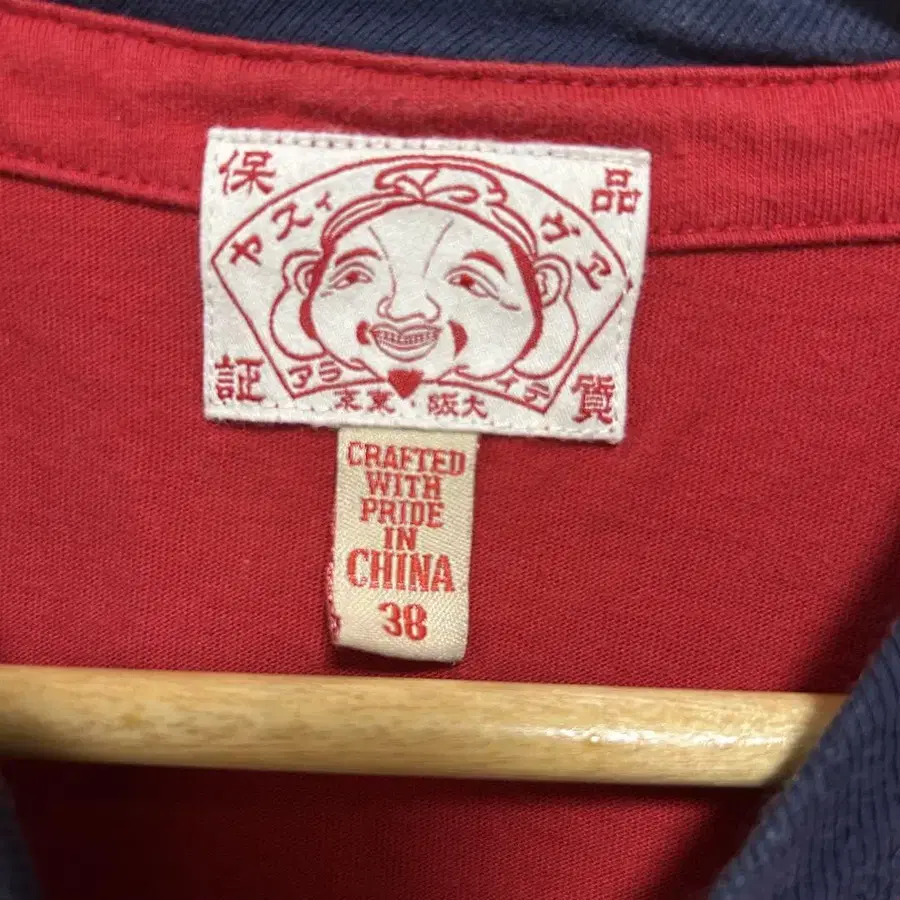 品質
保証
ヱヴィスヤ
テイラア
大阪・東京
CRAFTED
WITH
PRIDE
IN
CHINA
38